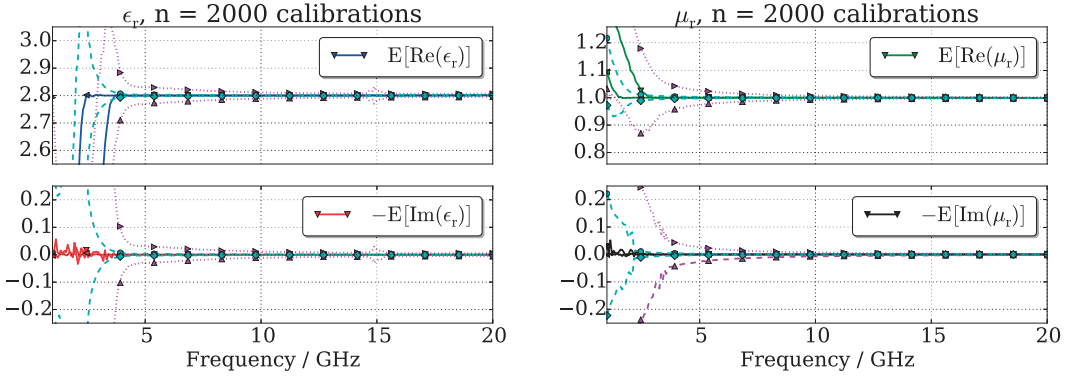 ϵr, n = 2000 calibrations
3.0
2.9
2.8
2.7
2.6
E[Re(ϵr)]
0.2
0.1
0.0
−0.1
−0.2
−E[Im(ϵr)]
5 10 15 20
Frequency / GHz
μr, n = 2000 calibrations
1.2
1.1
1.0
0.9
0.8
E[Re(μr)]
0.2
0.1
0.0
−0.1
−0.2
−E[Im(μr)]
5 10 15 20
Frequency / GHz